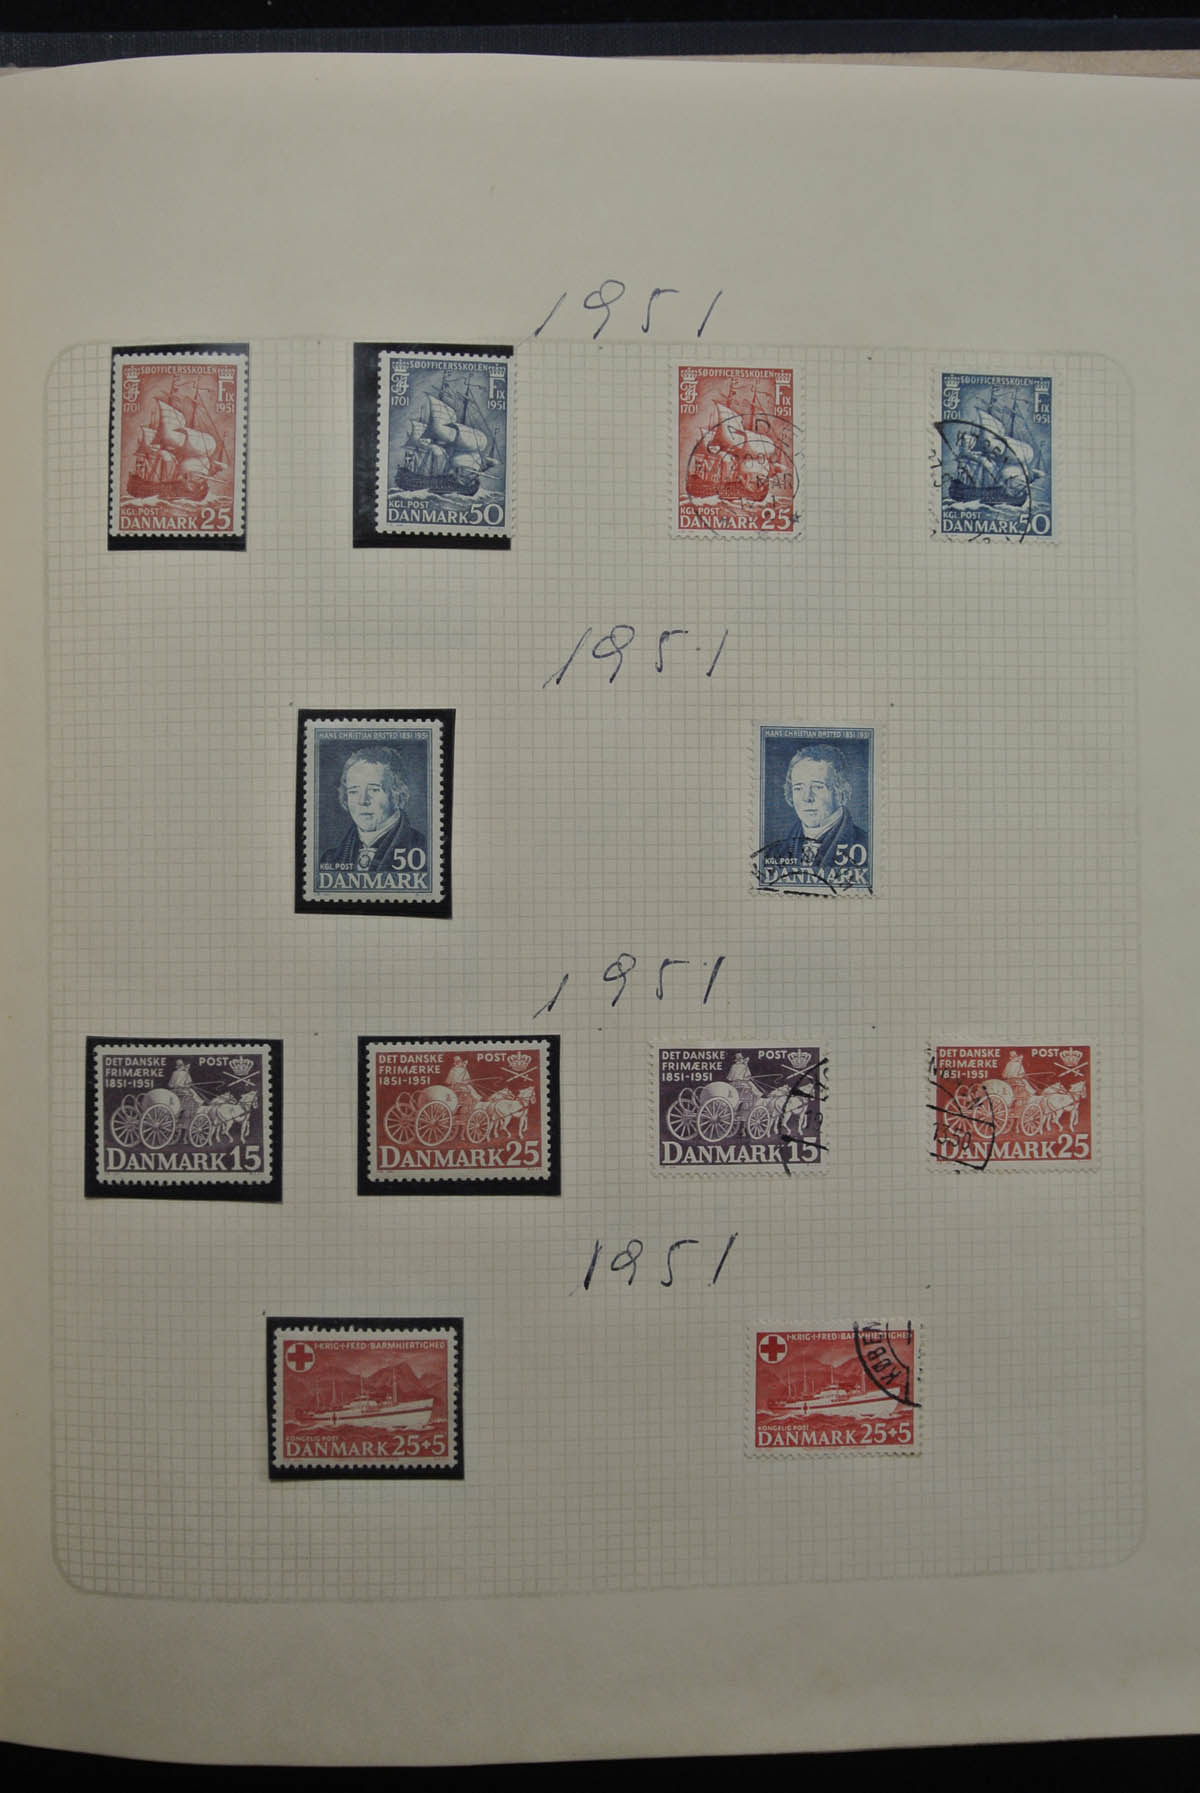 1951
SØOFFICERSSKOLEN
1701
F IX
1951
KGL. POST
DANMARK 25
SØOFFICERSSKOLEN
1701
F IX
1951
KGL. POST
DANMARK 50
SØOFFICERSSKOLEN
1701
1951
KGL. POST
DANMARK 25
SØOFFICERSSKOLEN
1701
F IX
1951
KGL. POST
DANMARK 50
1951
HANS CHRISTIAN ØRSTED 1851 1951
KGL. POST 50
DANMARK
HANS CHRISTIAN ØRSTED 1851 1951
KGL. POST 50
DANMARK
1951
DET DANSKE POST
FRIMÆRKE
1851-1951
DANMARK 15
DET DANSKE POST
FRIMÆRKE
1851-1951
DANMARK 25
DET DANSKE POST
FRIMÆRKE
1851-1951
DANMARK 15
DET DANSKE POST
FRIMÆRKE
1851-1951
DANMARK 25
1951
I·KRIG·I·FRED·BARMHJERTIGHED
KONGELIG POST
DANMARK 25+5
I·KRIG·I·FRED·BARMHJERTIGHED
KØBEN
KONGELIG POST
DANMARK 25+5